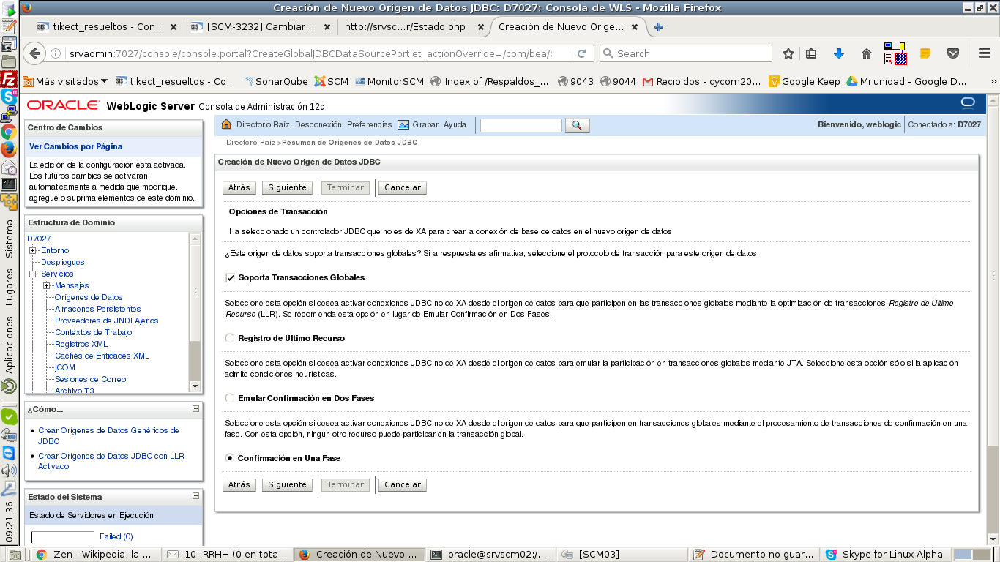 Creación de Nuevo Origen de Datos JDBC: D7027: Consola de WLS - Mozilla Firefox
tikect_resueltos - Con...
[SCM-3232] Cambiar ...
http://srvsc...r/Estado.php
Creación de Nuevo Orige...
srvadmin:7027/console/console.portal?CreateGlobalJDBCDataSourcePortlet_actionOverride=/com/bea/c
Search
Más visitados
tikect_resueltos - Co...
SonarQube
SCM
MonitorSCM
Index of /Respaldos_...
9043
9044
Recibidos - cycom20...
Google Keep
Mi unidad - Google D...
ORACLE WebLogic Server Consola de Administración 12c
Centro de Cambios
Ver Cambios por Página
La edición de la configuración está activada.
Los futuros cambios se activarán
automáticamente a medida que modifique,
agregue o suprima elementos de este dominio.
Estructura de Dominio
D7027
Entorno
Despliegues
Servicios
Mensajes
Orígenes de Datos
Almacenes Persistentes
Proveedores de JNDI Ajenos
Contextos de Trabajo
Registros XML
Cachés de Entidades XML
jCOM
Sesiones de Correo
Archivo T3
¿Cómo...
Crear Orígenes de Datos Genéricos de
JDBC
Crear Orígenes de Datos JDBC con LLR
Activado
Estado del Sistema
Estado de Servidores en Ejecución
Failed (0)
Directorio Raíz Desconexión Preferencias Grabar Ayuda
Bienvenido, weblogic
Conectado a: D7027
Directorio Raíz >Resumen de Orígenes de Datos JDBC
Creación de Nuevo Origen de Datos JDBC
Atrás Siguiente Terminar Cancelar
Opciones de Transacción
Ha seleccionado un controlador JDBC que no es de XA para crear la conexión de base de datos en el nuevo origen de datos.
¿Este origen de datos soporta transacciones globales? Si la respuesta es afirmativa, seleccione el protocolo de transacción para este origen de datos.
Soporta Transacciones Globales
Seleccione esta opción si desea activar conexiones JDBC no de XA desde el origen de datos para que participen en las transacciones globales mediante la optimización de transacciones Registro de Último
Recurso (LLR). Se recomienda esta opción en lugar de Emular Confirmación en Dos Fases.
Registro de Último Recurso
Seleccione esta opción si desea activar conexiones JDBC no de XA desde el origen de datos para emular la participación en transacciones globales mediante JTA. Seleccione esta opción sólo si la aplicación
admite condiciones heurísticas.
Emular Confirmación en Dos Fases
Seleccione esta opción si desea activar conexiones JDBC no de XA desde el origen de datos para que participen en transacciones globales mediante el procesamiento de transacciones de confirmación en una
fase. Con esta opción, ningún otro recurso puede participar en la transacción global.
Confirmación en Una Fase
Atrás Siguiente Terminar Cancelar
Sistema
Lugares
Aplicaciones
09:21:36
Zen - Wikipedia, la ...
10- RRHH (0 en tota...
eación de Nuevo ...
oracle@srvscm02:/...
[SCM03]
Documento no guar...
Skype for Linux Alpha